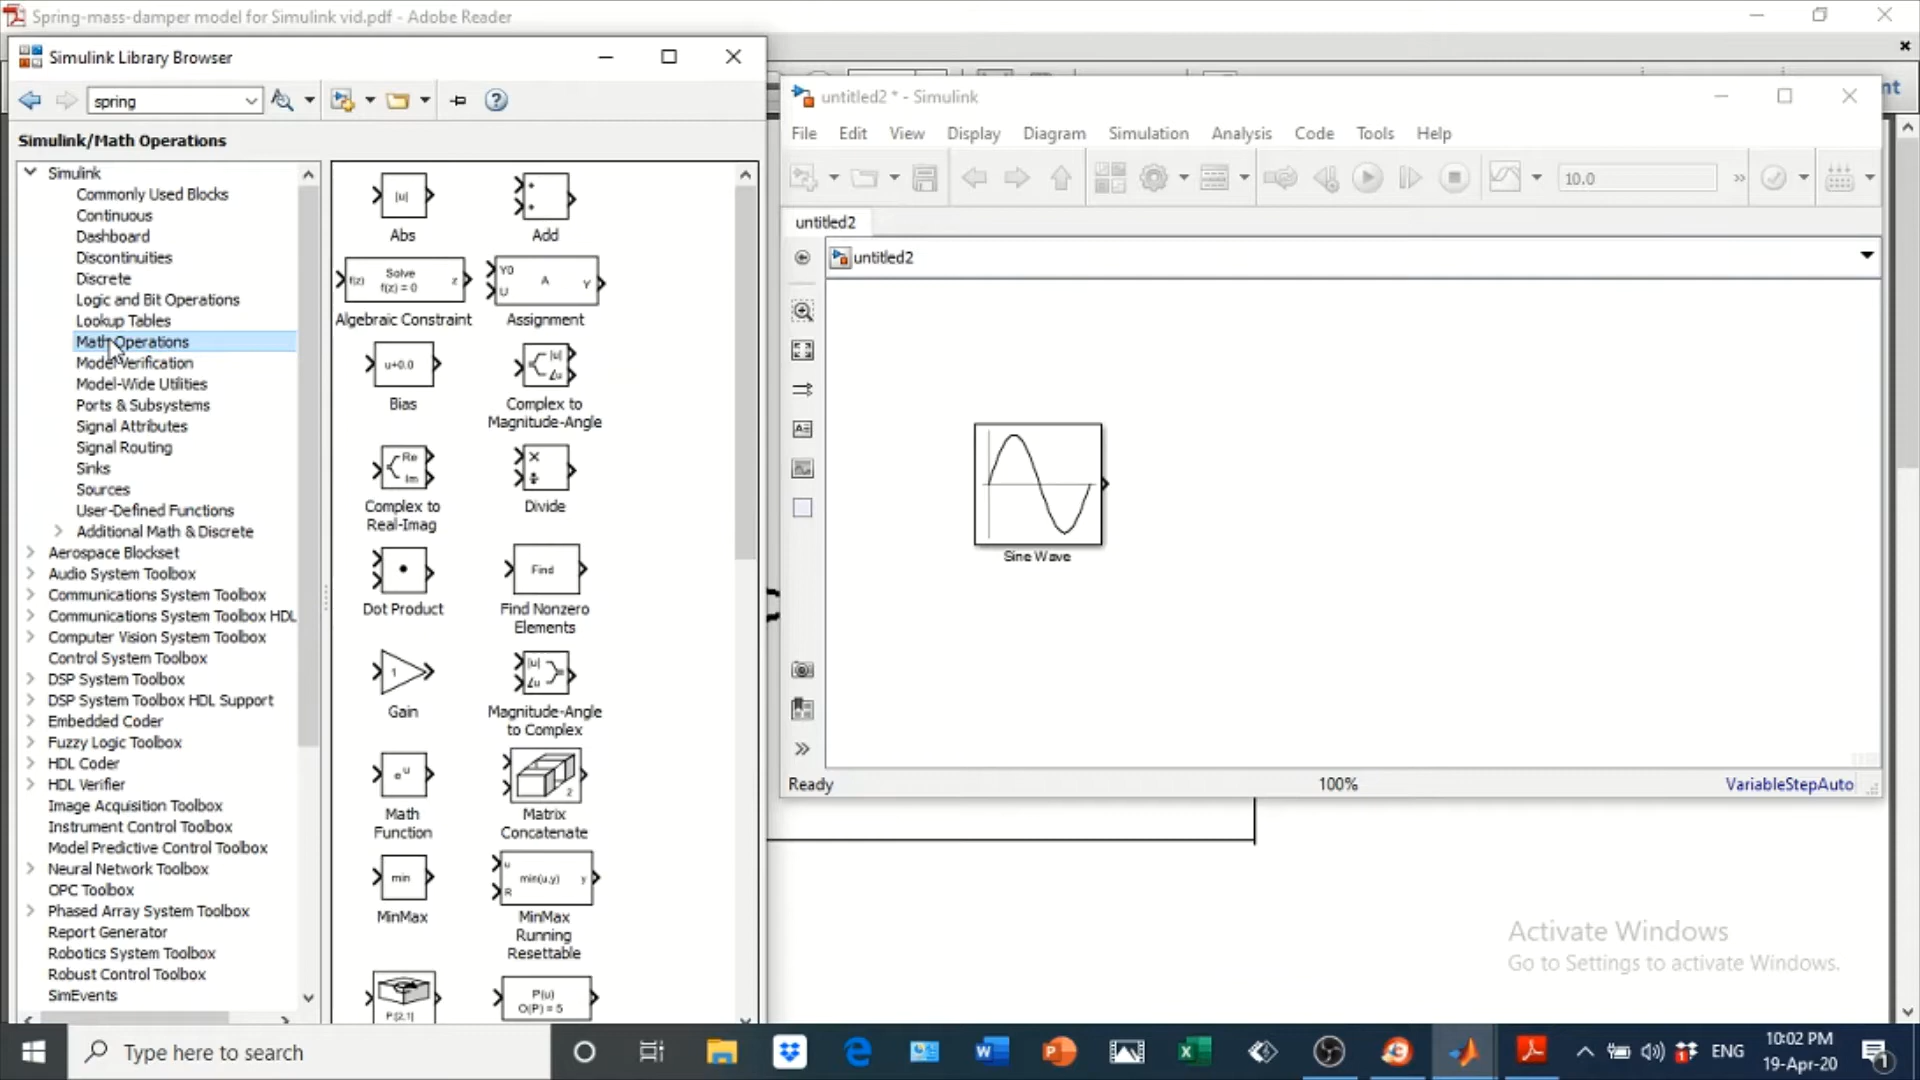 Spring-mass-damper model for Simulink vid.pdf - Adobe Reader
Simulink Library Browser
spring
Simulink/Math Operations
Simulink
Commonly Used Blocks
Continuous
Dashboard
Discontinuities
Discrete
Logic and Bit Operations
Lookup Tables
Math Operations
Model Verification
Model-Wide Utilities
Ports & Subsystems
Signal Attributes
Signal Routing
Sinks
Sources
User-Defined Functions
Additional Math & Discrete
Aerospace Blockset
Audio System Toolbox
Communications System Toolbox
Communications System Toolbox HDL
Computer Vision System Toolbox
Control System Toolbox
DSP System Toolbox
DSP System Toolbox HDL Support
Embedded Coder
Fuzzy Logic Toolbox
HDL Coder
HDL Verifier
Image Acquisition Toolbox
Instrument Control Toolbox
Model Predictive Control Toolbox
Neural Network Toolbox
OPC Toolbox
Phased Array System Toolbox
Report Generator
Robotics System Toolbox
Robust Control Toolbox
SimEvents
|u|
Abs
+
+
Add
f(z) Solve f(z) = 0 z
Algebraic Constraint
Y0
U A Y
Assignment
u+0.0
Bias
|u|
∠u
Complex to
Magnitude-Angle
Re
Im
Complex to
Real-Imag
×
÷
Divide
Dot Product
Find
Find Nonzero
Elements
1
Gain
|u|
∠u
Magnitude-Angle
to Complex
e^u
Math
Function
2
Matrix
Concatenate
min
MinMax
u
R min(u,y) y
MinMax
Running
Resettable
P:[2,1]
P(u)
O(P) = 5
untitled2 * - Simulink
File Edit View Display Diagram Simulation Analysis Code Tools Help
10.0
untitled2
untitled2
Sine Wave
Ready 100% VariableStepAuto
nt
Activate Windows
Go to Settings to activate Windows.
Type here to search
ENG
10:02 PM
19-Apr-20
1